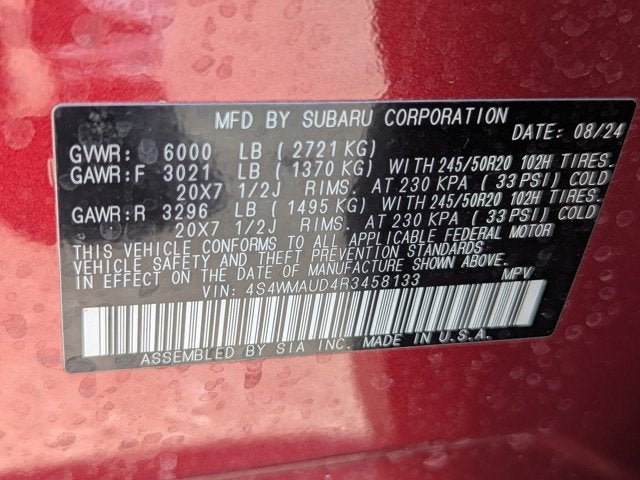 MFD BY SUBARU CORPORATION DATE: 08/24
GVWR: 6000 LB ( 2721 KG)
GAWR:F 3021 LB ( 1370 KG) WITH 245/50R20 102H TIRES.
20X7 1/2J RIMS. AT 230 KPA ( 33 PSI) COLD
GAWR:R 3296 LB ( 1495 KG) WITH 245/50R20 102H TIRES.
20X7 1/2J RIMS. AT 230 KPA ( 33 PSI) COLD
THIS VEHICLE CONFORMS TO ALL APPLICABLE FEDERAL MOTOR
VEHICLE SAFETY AND THEFT PREVENTION STANDARDS
IN EFFECT ON THE DATE OF MANUFACTURE SHOWN ABOVE.
VIN: 4S4WMAUD4R3458133 MPV
ASSEMBLED BY SIA INC. MADE IN U.S.A.